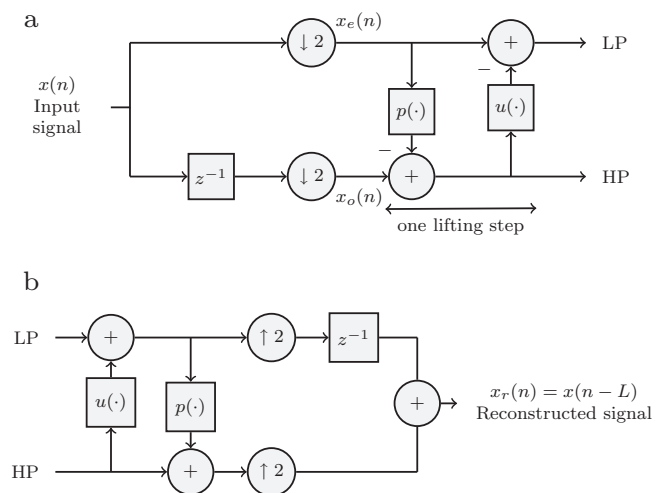 a
↓ 2
x_e(n)
+
LP
x(n)
Input
signal
−
p(·)
u(·)
−
z^{−1}
↓ 2
x_o(n)
+
HP
one lifting step
b
LP
+
↑ 2
z^{−1}
u(·)
p(·)
+
x_r(n) = x(n − L)
Reconstructed signal
HP
+
↑ 2